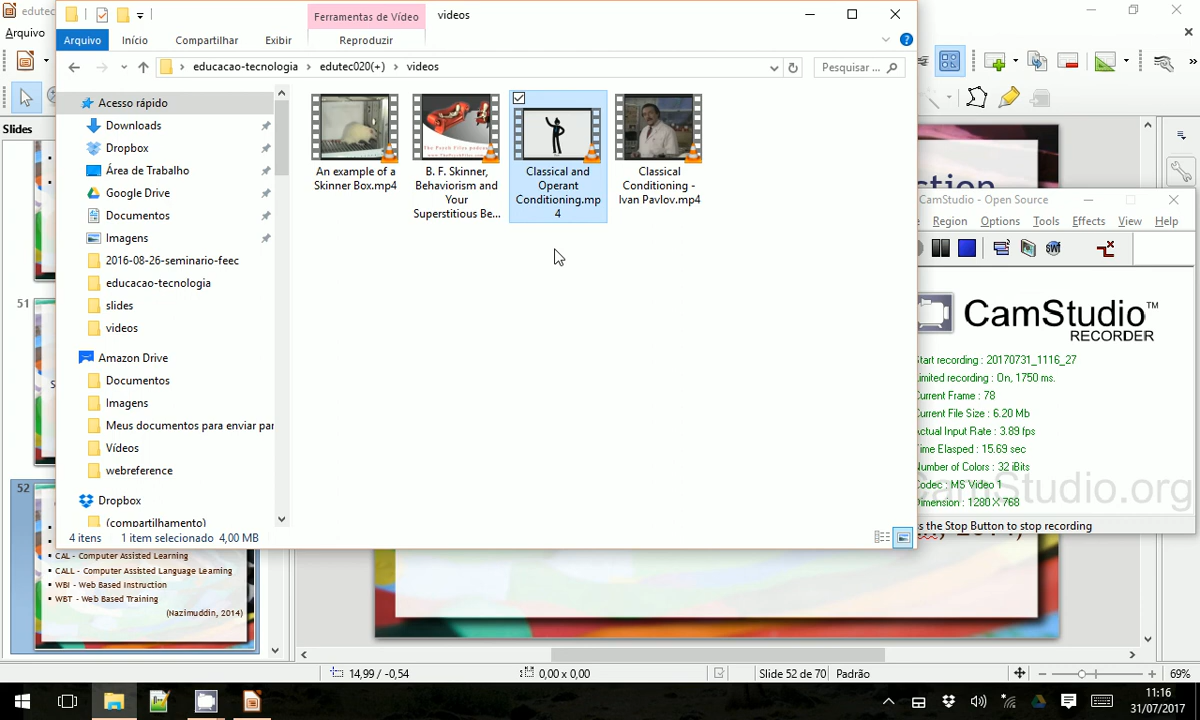 edutec
Ferramentas de Vídeo
videos
Arquivo
Arquivo
Início
Compartilhar
Exibir
Reproduzir
educacao-tecnologia
edutec020(+)
videos
Pesquisar ...
Slides
Acesso rápido
Downloads
Dropbox
Área de Trabalho
Google Drive
Documentos
Imagens
2016-08-26-seminario-feec
educacao-tecnologia
slides
videos
Amazon Drive
Documentos
Imagens
Meus documentos para enviar par
Vídeos
webreference
Dropbox
(compartilhamento)
An example of a
Skinner Box.mp4
B. F. Skinner,
Behaviorism and
Your
Superstitious Be...
Classical and
Operant
Conditioning.mp
4
Classical
Conditioning -
Ivan Pavlov.mp4
4 itens
1 item selecionado
4,00 MB
51
52
CAL - Computer Assisted Learning
CALL - Computer Assisted Language Learning
WBI - Web Based Instruction
WBT - Web Based Training
(Nazimuddin, 2014)
CamStudio - Open Source
Region
Options
Tools
Effects
View
Help
CamStudio™
RECORDER
Start recording : 20170731_1116_27
Limited recording : On, 1750 ms.
Current Frame : 78
Current File Size : 6.20 Mb
Actual Input Rate : 3.89 fps
Time Elasped : 15.69 sec
Number of Colors : 32 iBits
Codec : MS Video 1
Dimension : 1280 X 768
CamStudio.org
s the Stop Button to stop recording
14,99 / -0,54
0,00 x 0,00
Slide 52 de 70
Padrão
69%
11:16
31/07/2017